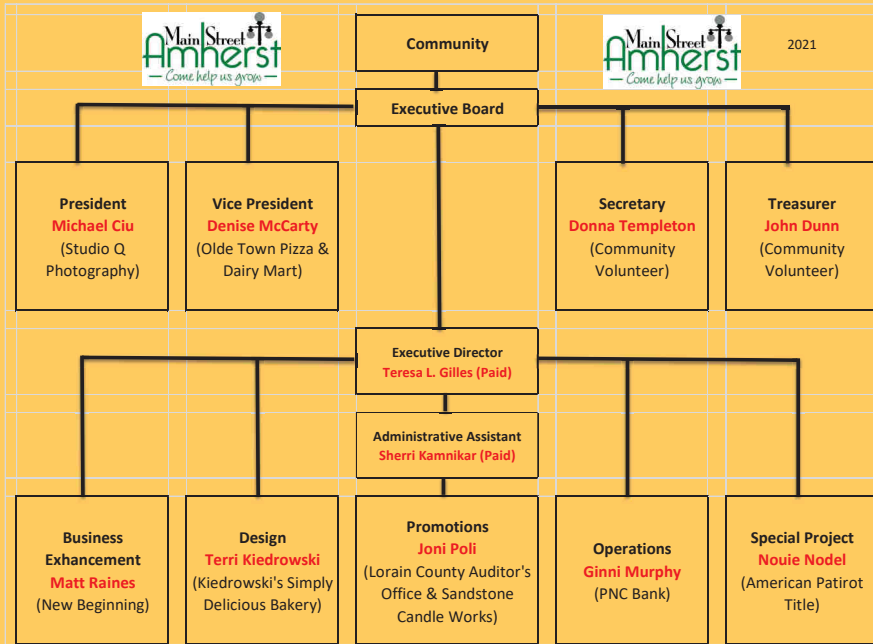 Main Street
Amherst
Come help us grow
Community
Main Street
Amherst
Come help us grow
2021
Executive Board
President
Michael Ciu
(Studio Q
Photography)
Vice President
Denise McCarty
(Olde Town Pizza &
Dairy Mart)
Secretary
Donna Templeton
(Community
Volunteer)
Treasurer
John Dunn
(Community
Volunteer)
Executive Director
Teresa L. Gilles (Paid)
Administrative Assistant
Sherri Kamnikar (Paid)
Business
Exhancement
Matt Raines
(New Beginning)
Design
Terri Kiedrowski
(Kiedrowski's Simply
Delicious Bakery)
Promotions
Joni Poli
(Lorain County Auditor's
Office & Sandstone
Candle Works)
Operations
Ginni Murphy
(PNC Bank)
Special Project
Nouie Nodel
(American Patirot
Title)